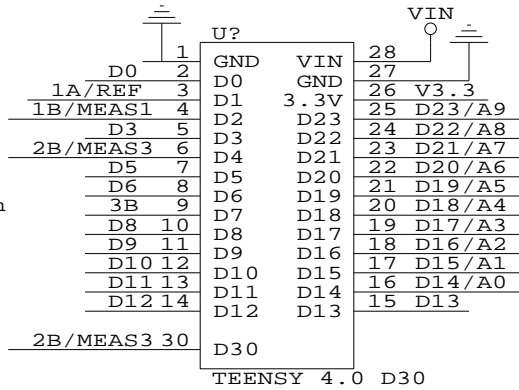 VIN
U?
1 GND VIN 28
D0 2 D0 GND 27
1A/REF 3 D1 3.3V 26 V3.3
1B/MEAS1 4 D2 D23 25 D23/A9
D3 5 D3 D22 24 D22/A8
2B/MEAS3 6 D4 D21 23 D21/A7
D5 7 D5 D20 22 D20/A6
D6 8 D6 D19 21 D19/A5
3B 9 D7 D18 20 D18/A4
D8 10 D8 D17 19 D17/A3
D9 11 D9 D16 18 D16/A2
D10 12 D10 D15 17 D15/A1
D11 13 D11 D14 16 D14/A0
D12 14 D12 D13 15 D13
2B/MEAS3 30 D30
TEENSY 4.0 D30